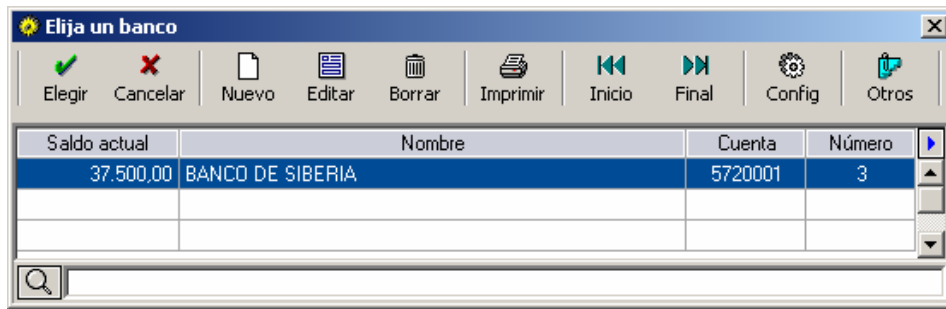 Elija un banco
Elegir Cancelar Nuevo Editar Borrar Imprimir Inicio Final Config Otros
Saldo actual Nombre Cuenta Número
37.500,00 BANCO DE SIBERIA 5720001 3